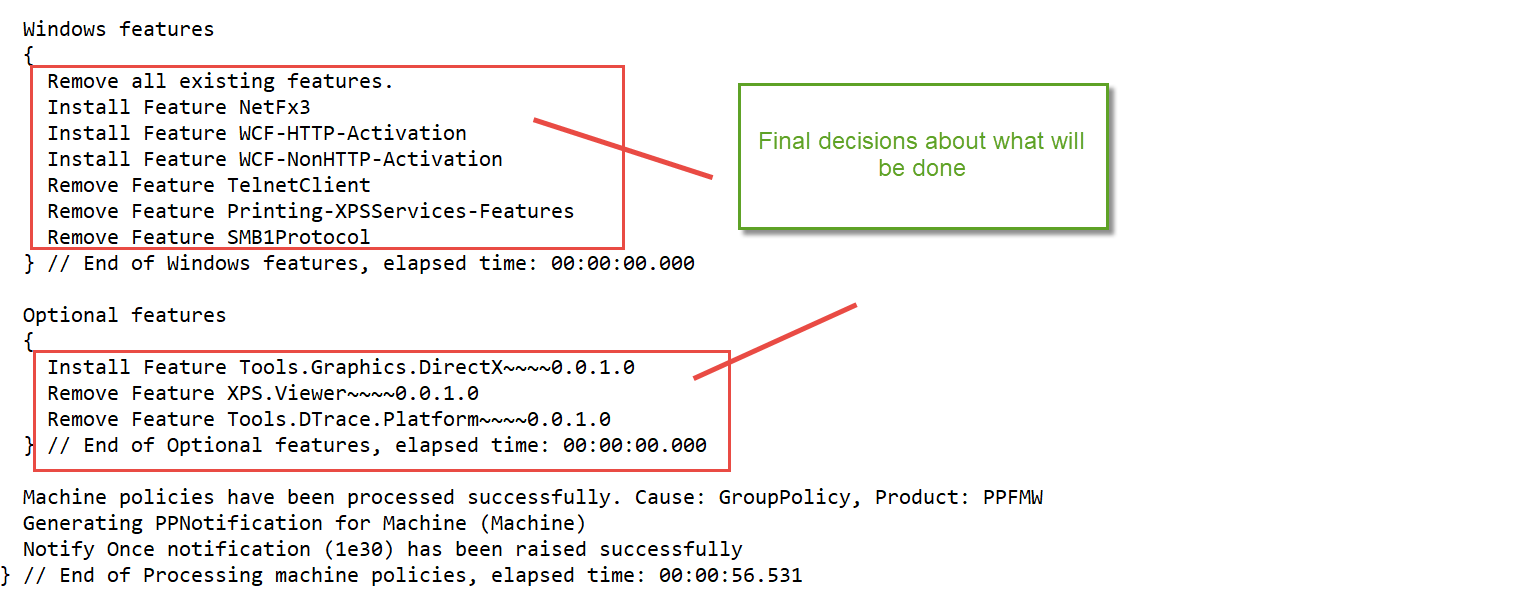 Windows features
{
Remove all existing features.
Install Feature NetFx3
Install Feature WCF-HTTP-Activation
Install Feature WCF-NonHTTP-Activation
Remove Feature TelnetClient
Remove Feature Printing-XPSServices-Features
Remove Feature SMB1Protocol
} // End of Windows features, elapsed time: 00:00:00.000
Final decisions about what will
be done
Optional features
{
Install Feature Tools.Graphics.DirectX~~~~0.0.1.0
Remove Feature XPS.Viewer~~~~0.0.1.0
Remove Feature Tools.DTrace.Platform~~~~0.0.1.0
} // End of Optional features, elapsed time: 00:00:00.000
Machine policies have been processed successfully. Cause: GroupPolicy, Product: PPFMW
Generating PPNotification for Machine (Machine)
Notify Once notification (1e30) has been raised successfully
} // End of Processing machine policies, elapsed time: 00:00:56.531